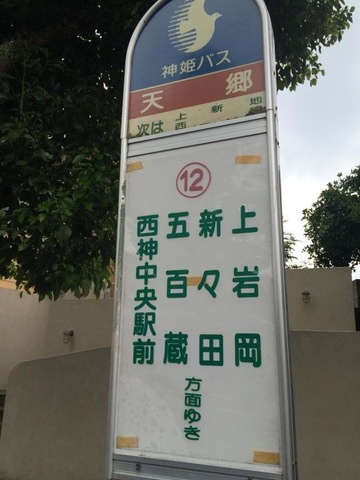 神姫バス
天郷
次は 上新地
西
⑫
上岩岡
新々田
五百蔵
西神中央駅前
方面ゆき